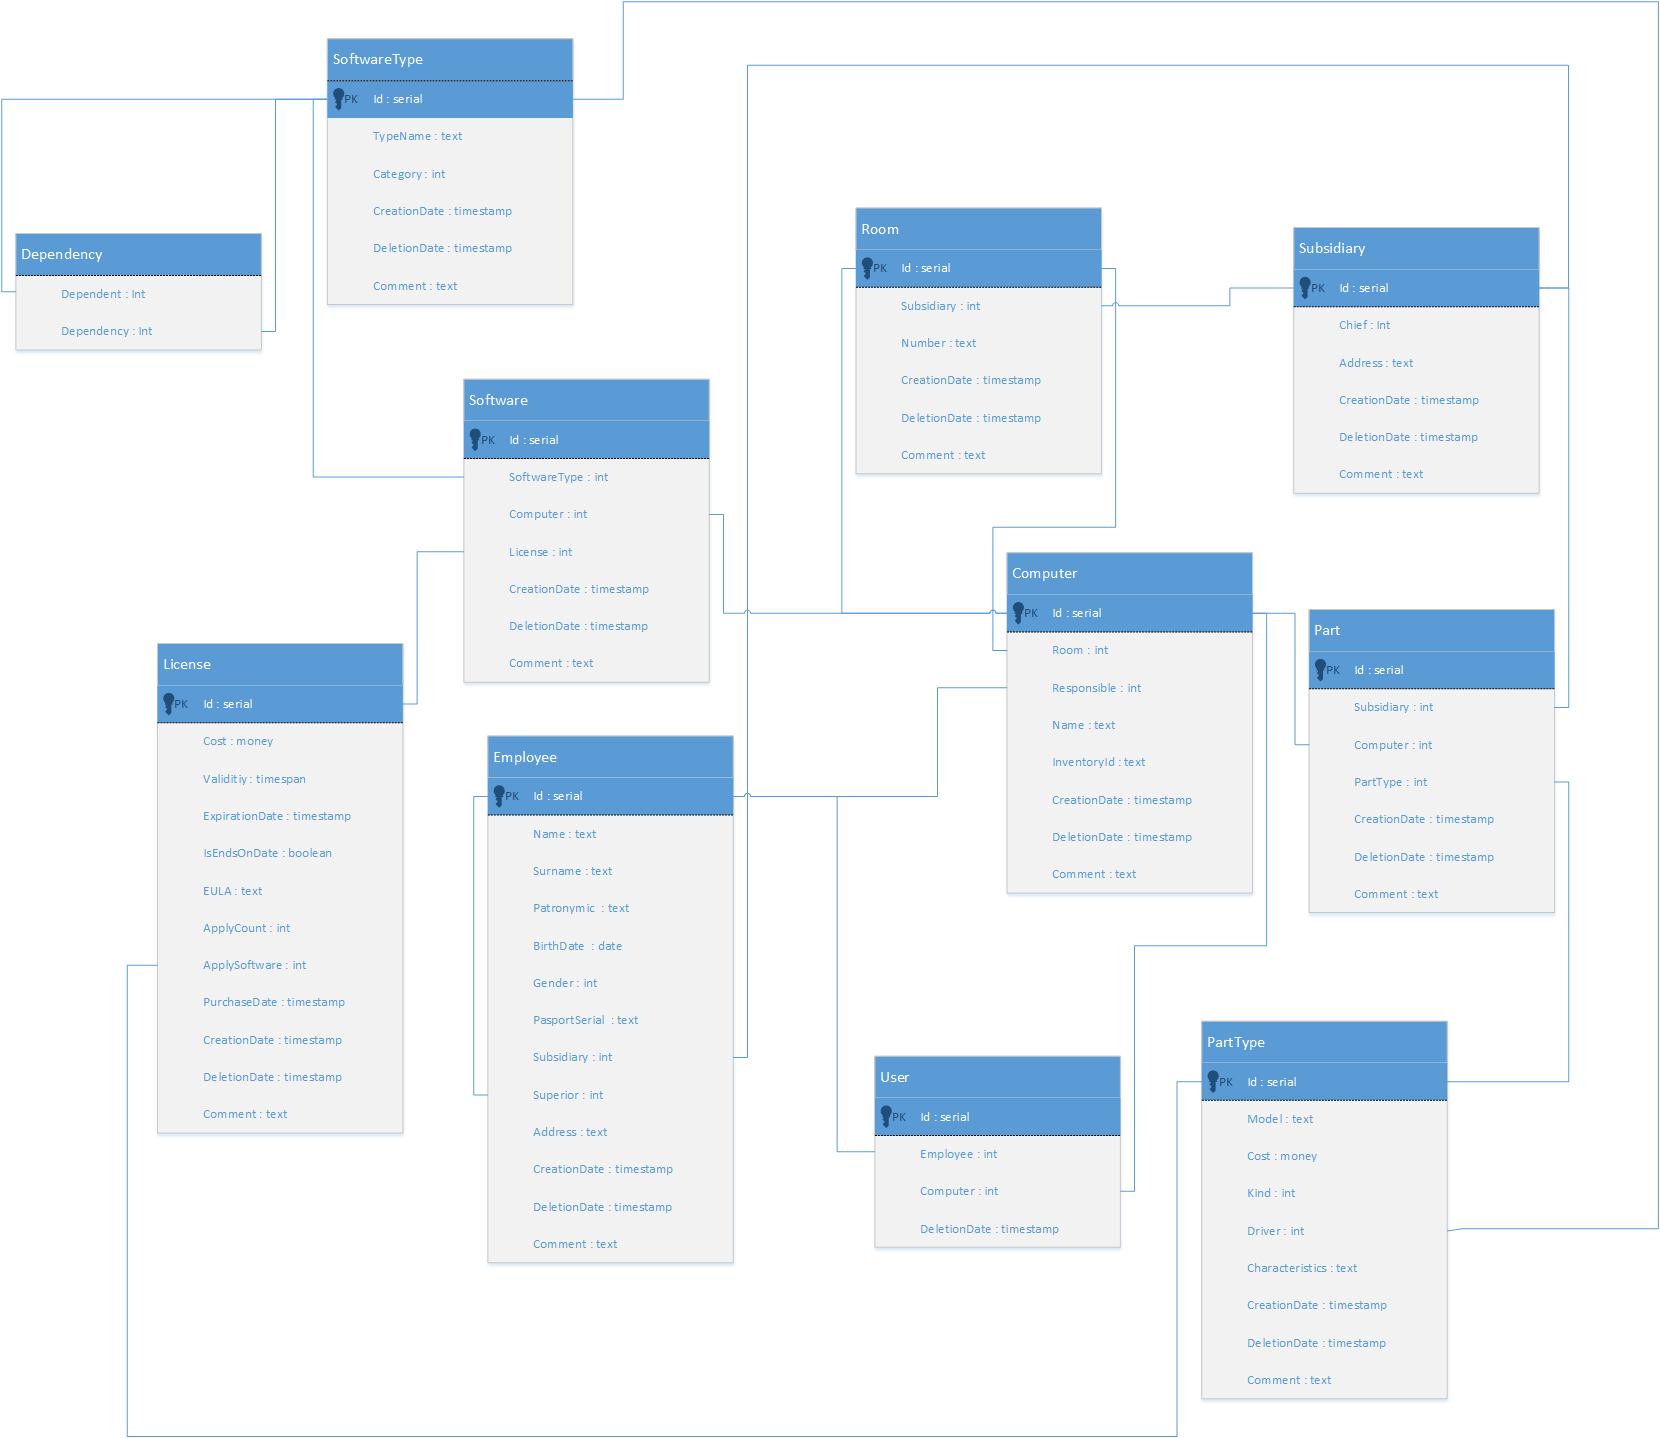 SoftwareType
PK Id : serial
TypeName : text
Category : int
CreationDate : timestamp
DeletionDate : timestamp
Comment : text
Dependency
Dependent : Int
Dependency : Int
Room
PK Id : serial
Subsidiary : int
Number : text
CreationDate : timestamp
DeletionDate : timestamp
Comment : text
Subsidiary
PK Id : serial
Chief : Int
Address : text
CreationDate : timestamp
DeletionDate : timestamp
Comment : text
Software
PK Id : serial
SoftwareType : int
Computer : int
License : int
CreationDate : timestamp
DeletionDate : timestamp
Comment : text
Computer
PK Id : serial
Room : int
Responsible : int
Name : text
InventoryId : text
CreationDate : timestamp
DeletionDate : timestamp
Comment : text
Part
PK Id : serial
Subsidiary : int
Computer : int
PartType : int
CreationDate : timestamp
DeletionDate : timestamp
Comment : text
License
PK Id : serial
Cost : money
Validitiy : timespan
ExpirationDate : timestamp
IsEndsOnDate : boolean
EULA : text
ApplyCount : int
ApplySoftware : int
PurchaseDate : timestamp
CreationDate : timestamp
DeletionDate : timestamp
Comment : text
Employee
PK Id : serial
Name : text
Surname : text
Patronymic : text
BirthDate : date
Gender : int
PasportSerial : text
Subsidiary : int
Superior : int
Address : text
CreationDate : timestamp
DeletionDate : timestamp
Comment : text
User
PK Id : serial
Employee : int
Computer : int
DeletionDate : timestamp
PartType
PK Id : serial
Model : text
Cost : money
Kind : int
Driver : int
Characteristics : text
CreationDate : timestamp
DeletionDate : timestamp
Comment : text